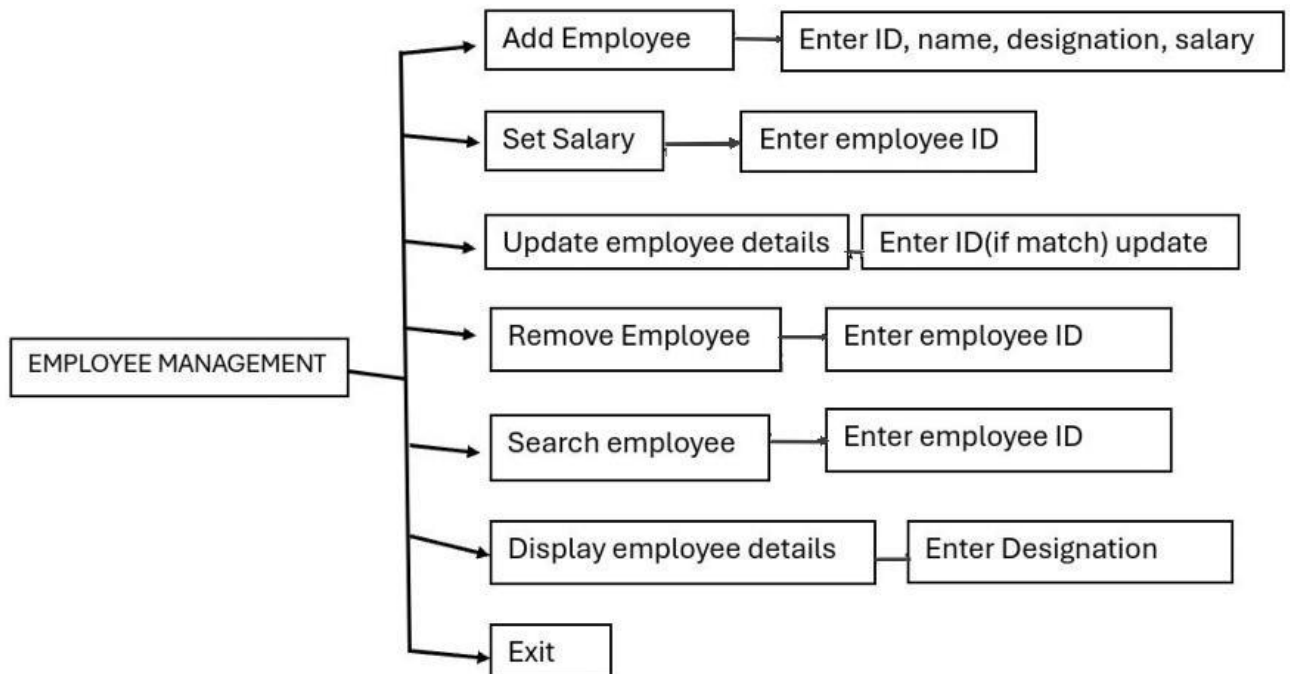 Add Employee
Enter ID, name, designation, salary
Set Salary
Enter employee ID
Update employee details
Enter ID(if match) update
Remove Employee
Enter employee ID
EMPLOYEE MANAGEMENT
Search employee
Enter employee ID
Display employee details
Enter Designation
Exit